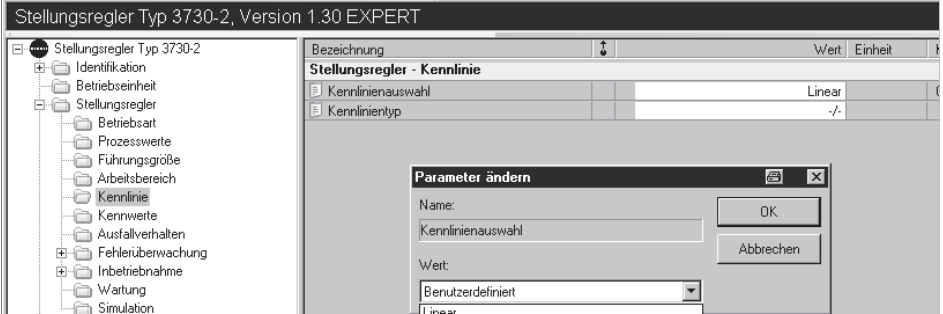 Stellungsregler Typ 3730-2, Version 1.30 EXPERT
Stellungsregler Typ 3730-2
Identifikation
Betriebseinheit
Stellungsregler
Betriebsart
Prozesswerte
Führungsgröße
Arbeitsbereich
Kennlinie
Kennwerte
Ausfallverhalten
Fehlerüberwachung
Inbetriebnahme
Wartung
Simulation
Bezeichnung Wert Einheit
Stellungsregler - Kennlinie
Kennlinienauswahl Linear
Kennlinientyp -/-
Parameter ändern
Name:
Kennlinienauswahl
Wert:
Benutzerdefiniert
Linear
OK
Abbrechen